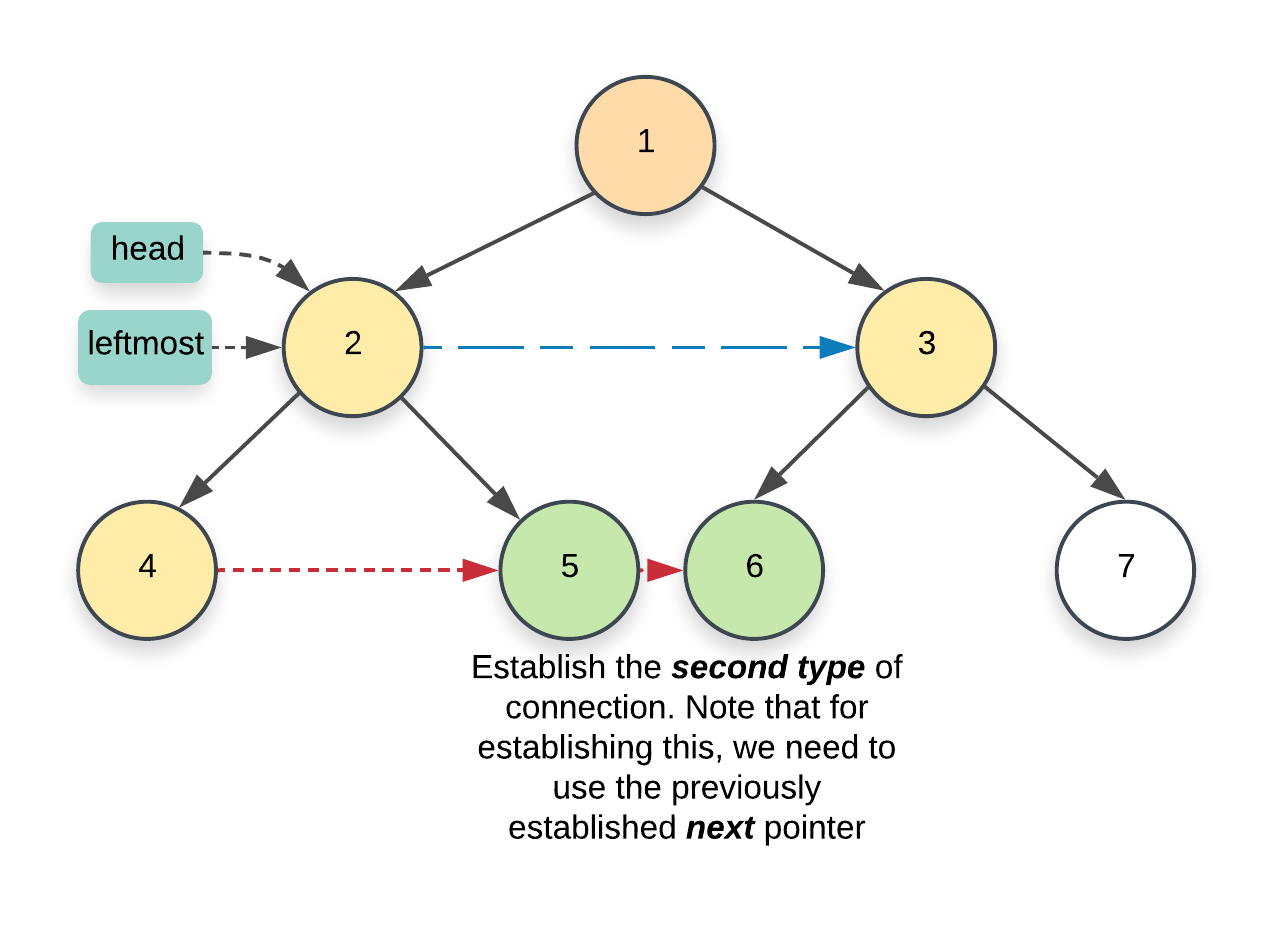 1
head
leftmost
2
3
4
5
6
7
Establish the second type of
connection. Note that for
establishing this, we need to
use the previously
established next pointer